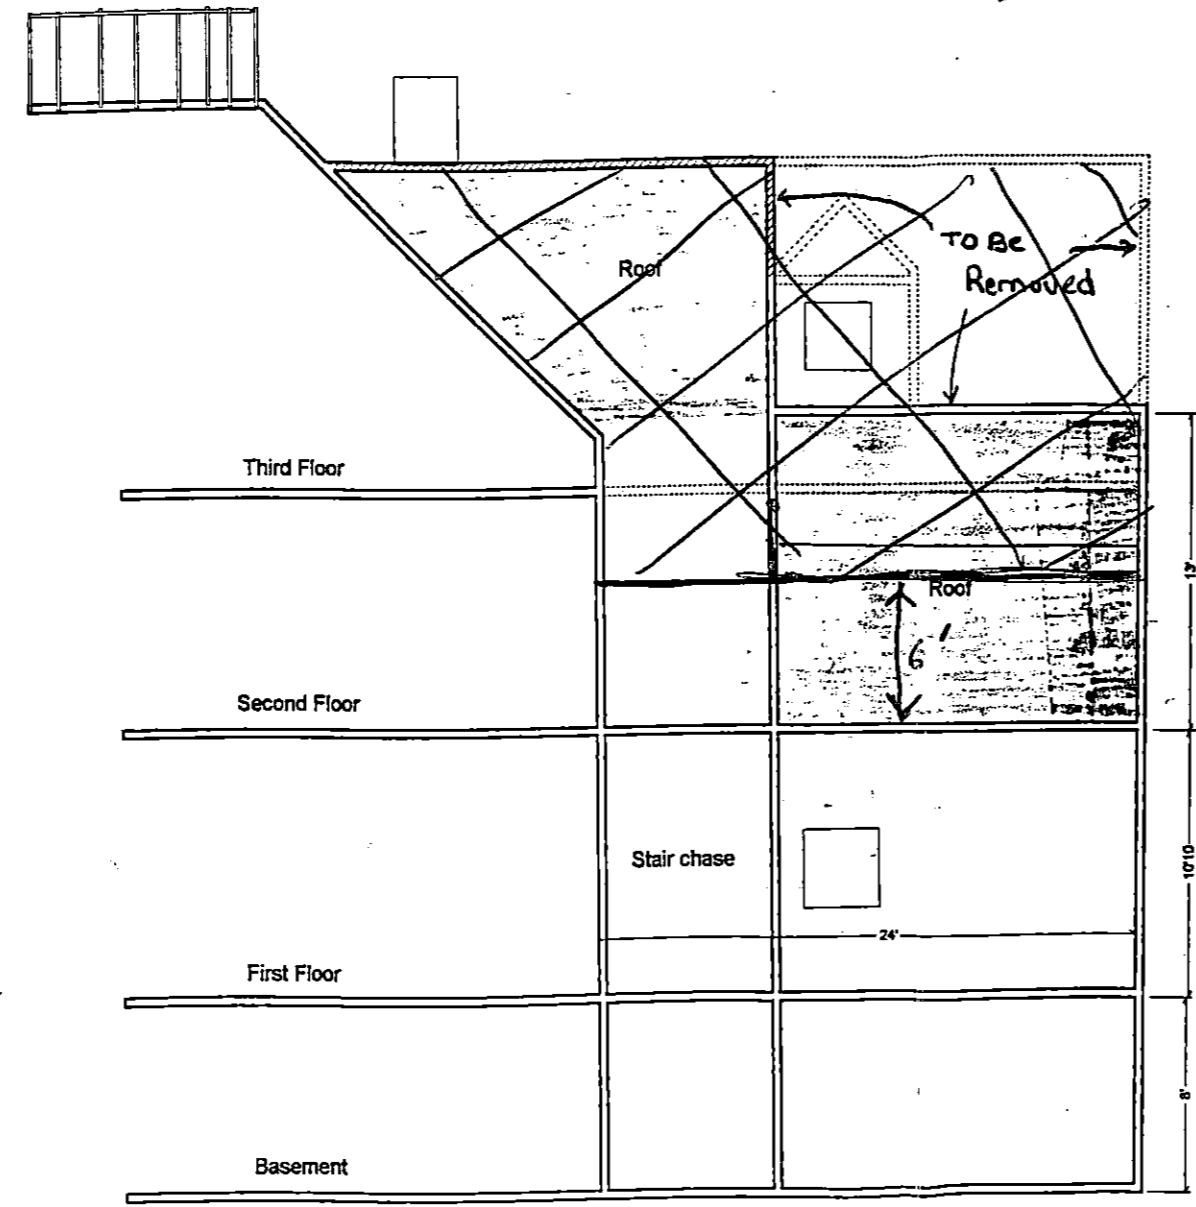 To Be
Removed
Roof
Third Floor
13'
Roof
6'
Second Floor
Stair chase
10'10
24'
First Floor
8'
Basement